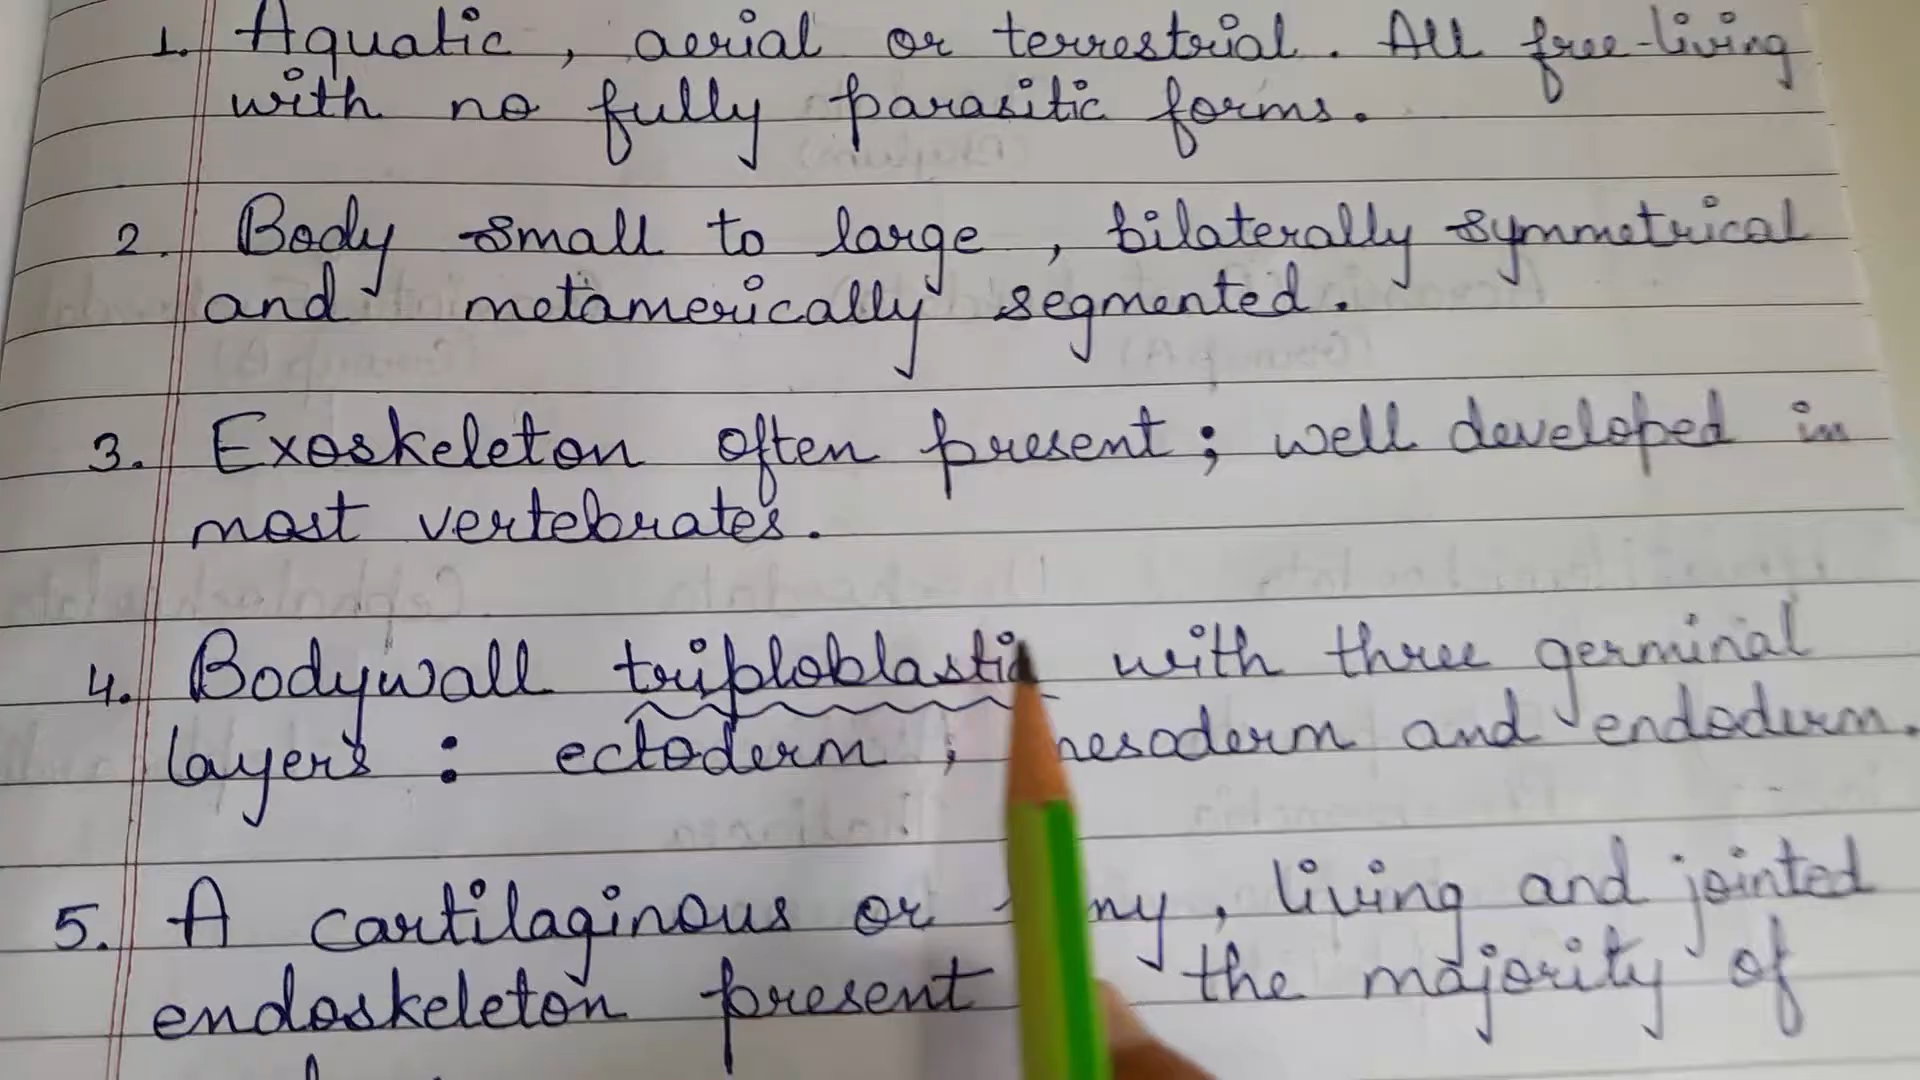 1. Aquatic, aerial or terrestrial. All free-living
with no fully parasitic forms.
2. Body small to large, bilaterally symmetrical
and metamerically segmented.
3. Exoskeleton often present; well developed in
most vertebrates.
4. Bodywall triploblastic with three germinal
layers: ectoderm, mesoderm and endoderm.
5. A cartilaginous or living and jointed
endoskeleton present the majority of